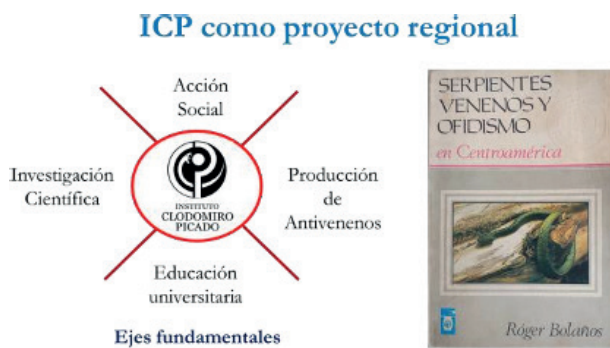 ICP como proyecto regional
Acción
Social
Investigación
Científica
INSTITUTO
CLODOMIRO
PICADO
Producción
de
Antivenenos
Educación
universitaria
Ejes fundamentales
SERPIENTES
VENENOS Y
OFIDISMO
en Centroamérica
Róger Bolaños